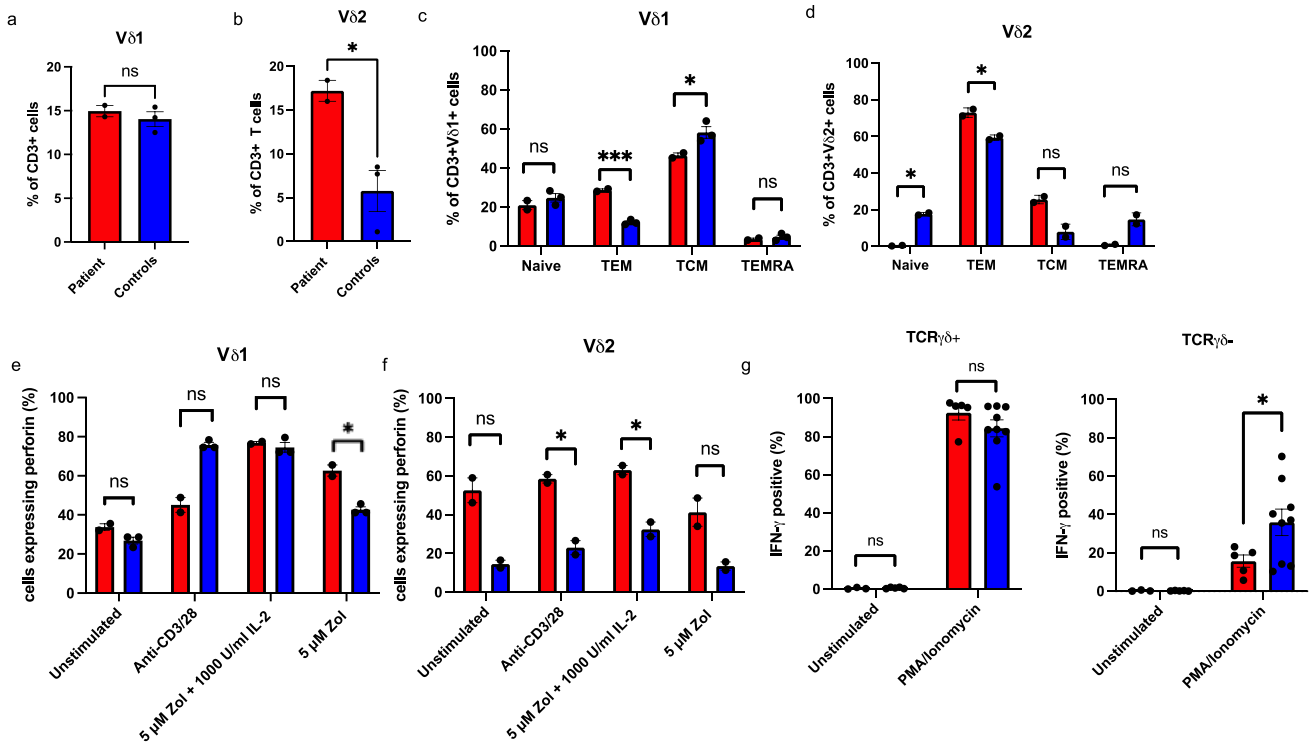 a
Vδ1
ns
% of CD3+ cells
20
15
10
5
0
Patient
Controls
b
Vδ2
*
% of CD3+ T cells
20
15
10
5
0
Patient
Controls
c
Vδ1
% of CD3+Vδ1+ cells
100
80
60
40
20
0
ns
***
*
ns
Naive
TEM
TCM
TEMRA
d
Vδ2
% of CD3+Vδ2+ cells
100
80
60
40
20
0
*
*
ns
ns
Naive
TEM
TCM
TEMRA
e
Vδ1
cells expressing perforin (%)
100
80
60
40
20
0
ns
ns
ns
*
Unstimulated
Anti-CD3/28
5 μM Zol + 1000 U/ml IL-2
5 μM Zol
f
Vδ2
cells expressing perforin (%)
100
80
60
40
20
0
ns
*
*
ns
Unstimulated
Anti-CD3/28
5 μM Zol + 1000 U/ml IL-2
5 μM Zol
g
TCRγδ+
IFN-γ positive (%)
100
80
60
40
20
0
ns
ns
Unstimulated
PMA/Ionomycin
TCRγδ-
IFN-γ positive (%)
100
80
60
40
20
0
ns
*
Unstimulated
PMA/Ionomycin